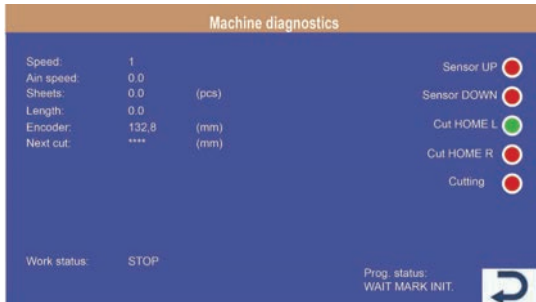 Machine diagnostics
Speed: 1
Ain speed: 0.0
Sheets: 0.0 (pcs)
Length: 0.0
Encoder: 132,8 (mm)
Next cut: **** (mm)
Sensor UP
Sensor DOWN
Cut HOME L
Cut HOME R
Cutting
Work status: STOP
Prog. status:
WAIT MARK INIT.